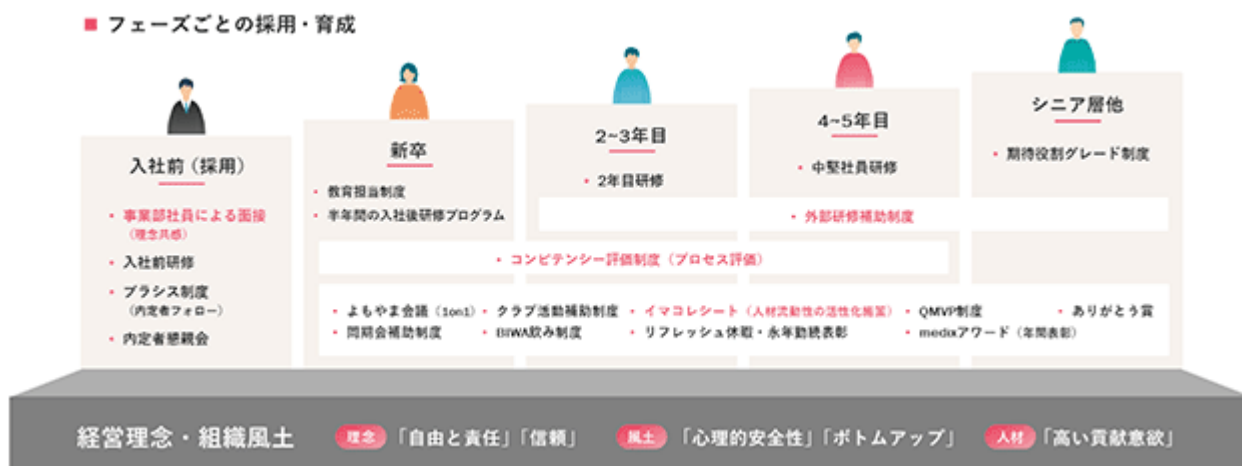 フェーズごとの採用・育成
入社前（採用）
・事業部社員による面接
（理念共感）
・入社前研修
・ブラシス制度
（内定者フォロー）
・内定者懇親会
新卒
・教育担当制度
・半年間の入社後研修プログラム
2~3年目
・2年目研修
4~5年目
・中堅社員研修
シニア層他
・期待役割グレード制度
・外部研修補助制度
・コンピテンシー評価制度（プロセス評価）
・よもやま会議（1on1）
・クラブ活動補助制度
・イマコレシート（人材流動性の活性化施策）
・QMVP制度
・ありがとう賞
・同期会補助制度
・BIWA飲み制度
・リフレッシュ休暇・永年勤続表彰
・medixアワード（年間表彰）
経営理念・組織風土
理念 「自由と責任」「信頼」
風土 「心理的安全性」「ボトムアップ」
人材 「高い貢献意欲」